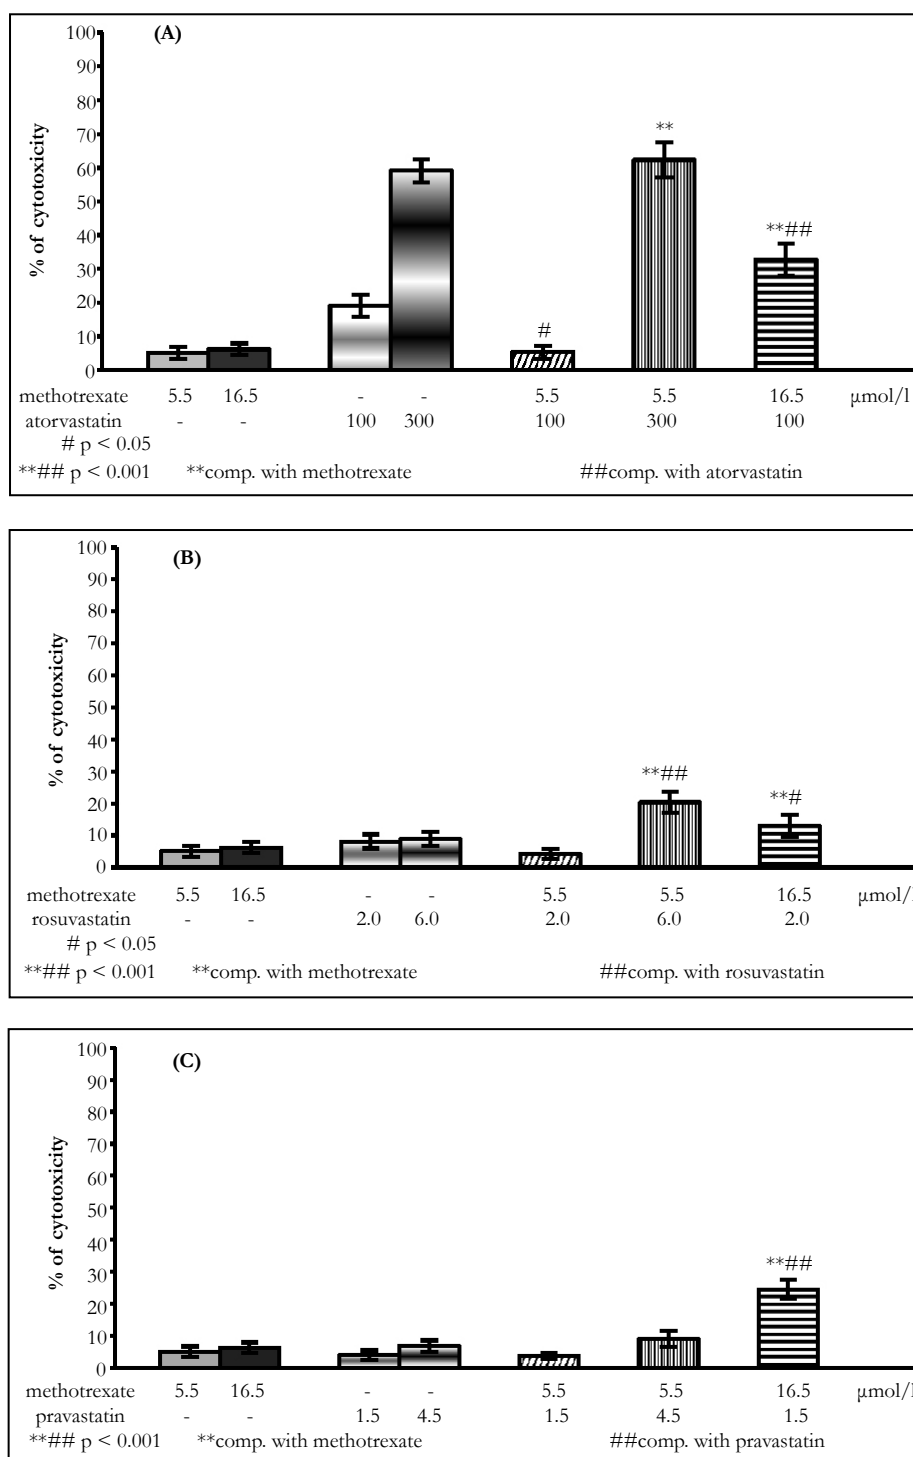 (A)
100
90
80
70
60
50
40
30
20
10
0
% of cytotoxicity
#
**
**##
methotrexate 5.5 16.5 - - 5.5 5.5 16.5 µmol/l
atorvastatin - - 100 300 100 300 100
# p < 0.05
**## p < 0.001 **comp. with methotrexate ##comp. with atorvastatin
(B)
100
90
80
70
60
50
40
30
20
10
0
% of cytotoxicity
**##
**#
methotrexate 5.5 16.5 - - 5.5 5.5 16.5 µmol/l
rosuvastatin - - 2.0 6.0 2.0 6.0 2.0
# p < 0.05
**## p < 0.001 **comp. with methotrexate ##comp. with rosuvastatin
(C)
100
90
80
70
60
50
40
30
20
10
0
% of cytotoxicity
**##
methotrexate 5.5 16.5 - - 5.5 5.5 16.5 µmol/l
pravastatin - - 1.5 4.5 1.5 4.5 1.5
**## p < 0.001 **comp. with methotrexate ##comp. with pravastatin